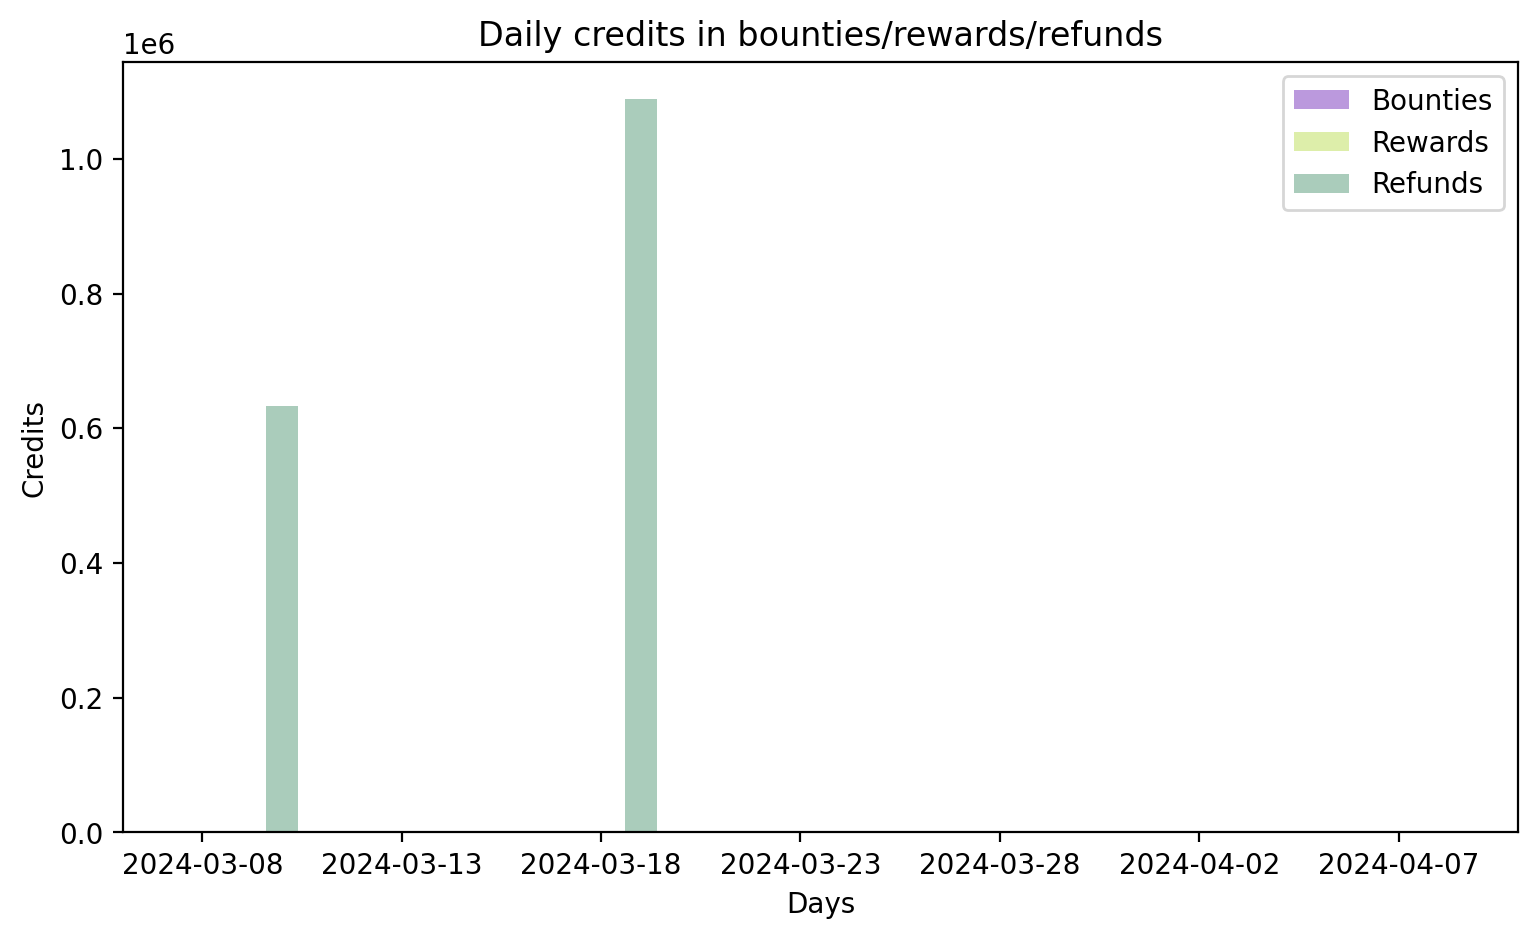 Daily credits in bounties/rewards/refunds
1e6
Bounties
Rewards
Refunds
1.0
0.8
0.6
0.4
0.2
0.0
Credits
2024-03-08 2024-03-13 2024-03-18 2024-03-23 2024-03-28 2024-04-02 2024-04-07
Days